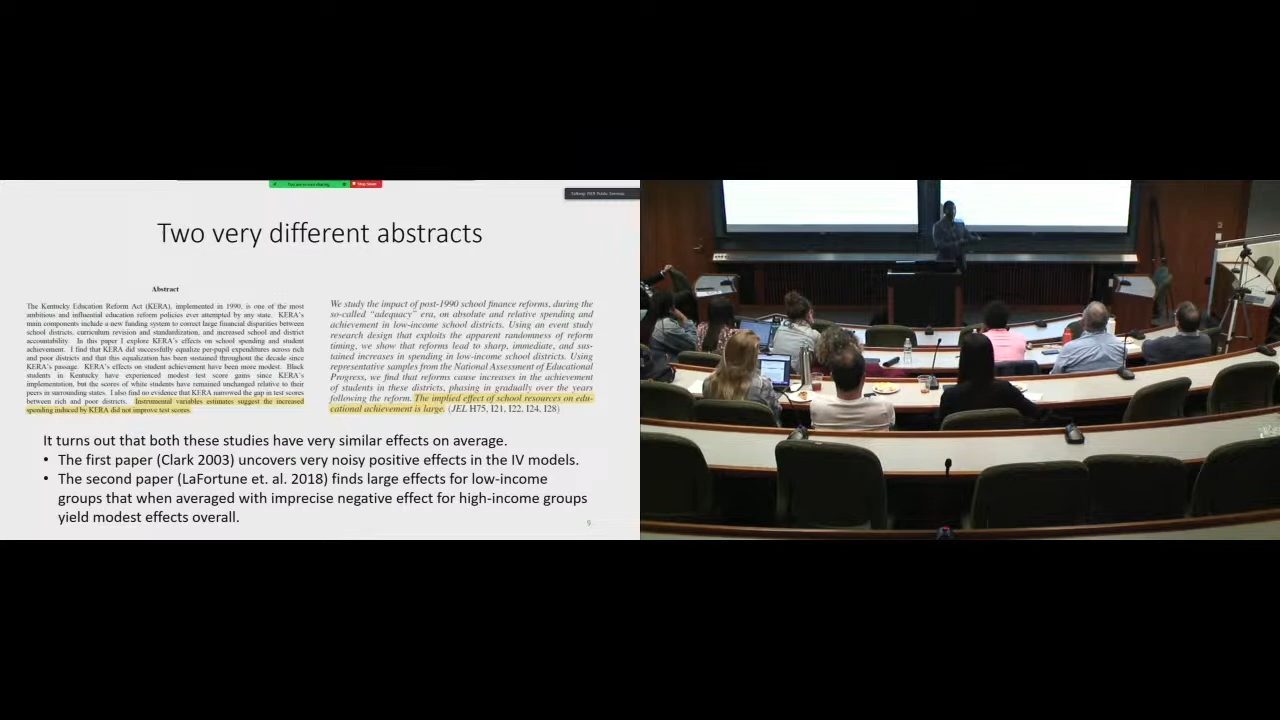 You are screen sharing
Stop Share
Two very different abstracts
Abstract
The Kentucky Education Reform Act (KERA), implemented in 1990, is one of the most
ambitious and influential education reform policies ever attempted by any state. KERA's
main components include a new funding system to correct large financial disparities between
school districts, curriculum revision and standardization, and increased school and district
accountability. In this paper I explore KERA's effects on school spending and student
achievement. I find that KERA did successfully equalize per-pupil expenditures across rich
and poor districts and that this equalization has been sustained throughout the decade since
KERA's passage. KERA's effects on student achievement have been more modest. Black
students in Kentucky have experienced modest test score gains since KERA's
implementation, but the scores of white students have remained unchanged relative to their
peers in surrounding states. I also find no evidence that KERA narrowed the gap in test scores
between rich and poor districts. Instrumental variables estimates suggest the increased
spending induced by KERA did not improve test scores.
We study the impact of post-1990 school finance reforms, during the
so-called "adequacy" era, on absolute and relative spending and
achievement in low-income school districts. Using an event study
research design that exploits the apparent randomness of reform
timing, we show that reforms lead to sharp, immediate, and sus-
tained increases in spending in low-income school districts. Using
representative samples from the National Assessment of Educational
Progress, we find that reforms cause increases in the achievement
of students in these districts, phasing in gradually over the years
following the reform. The implied effect of school resources on edu-
cational achievement is large. (JEL H75, I21, I22, I24, I28)
It turns out that both these studies have very similar effects on average.
• The first paper (Clark 2003) uncovers very noisy positive effects in the IV models.
• The second paper (LaFortune et. al. 2018) finds large effects for low-income
groups that when averaged with imprecise negative effect for high-income groups
yield modest effects overall.
9